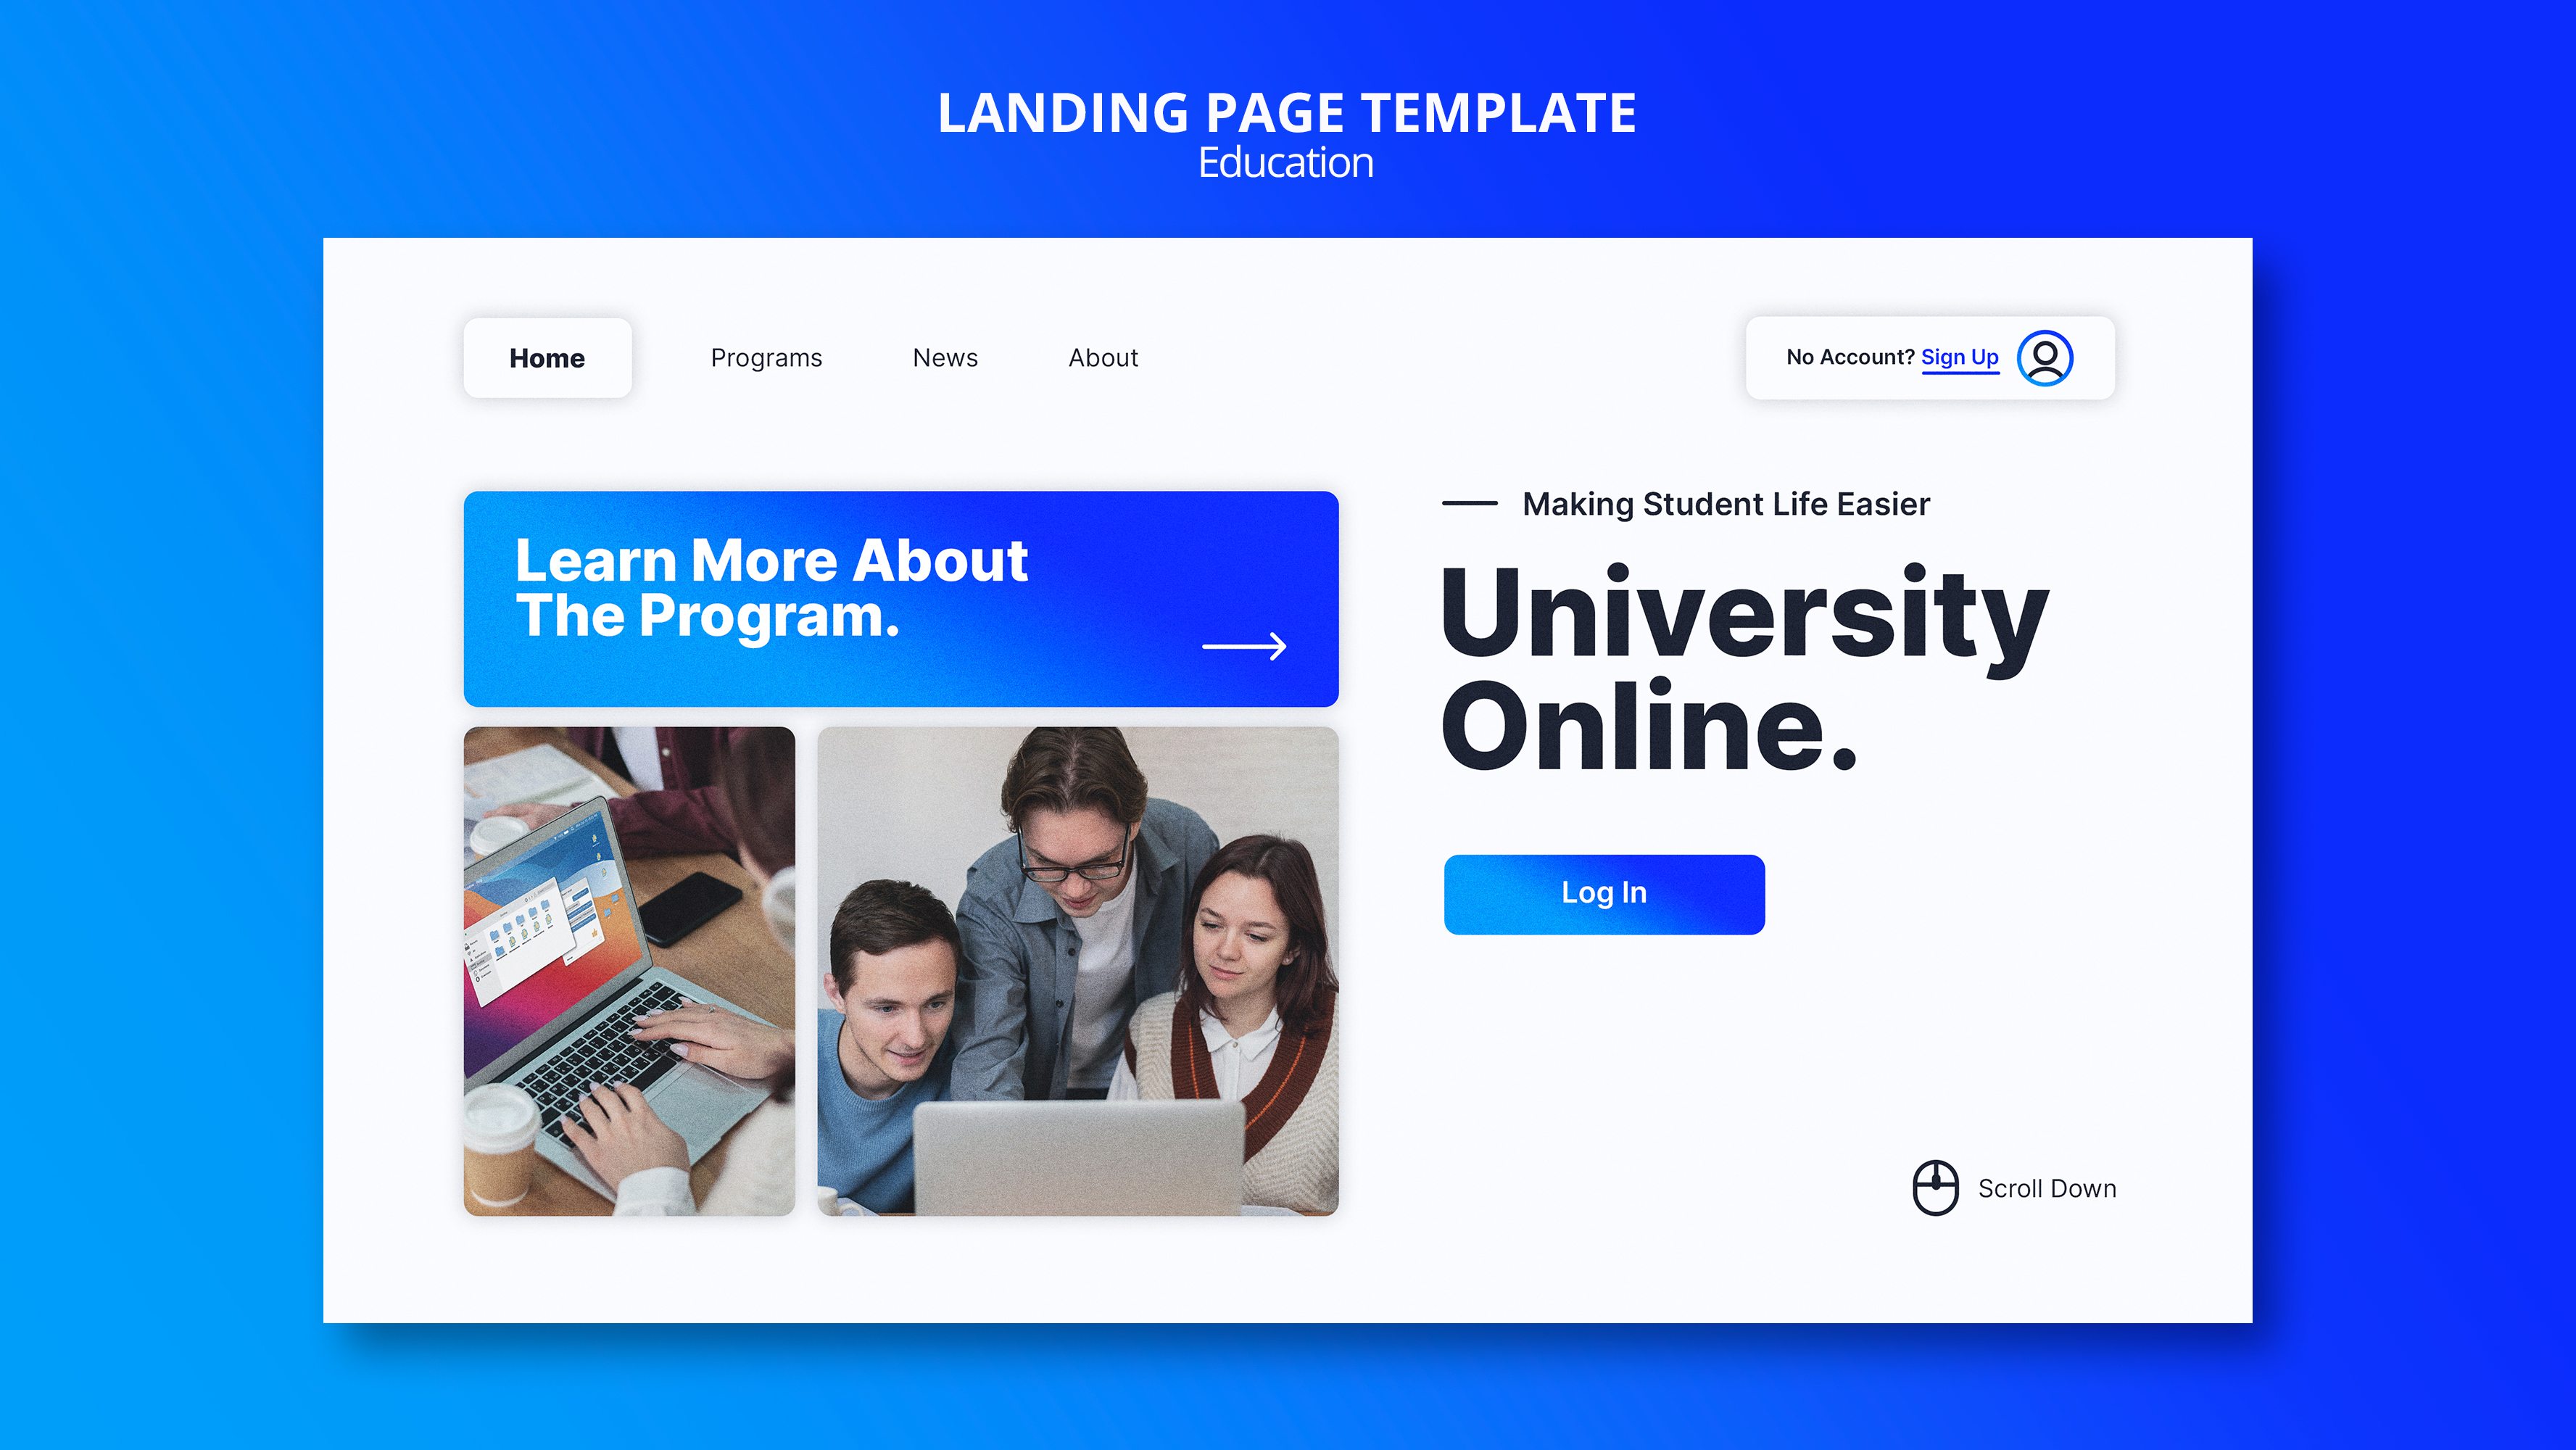 LANDING PAGE TEMPLATE
Education
Home
Programs
News
About
No Account? Sign Up
Learn More About
The Program.
Making Student Life Easier
University
Online.
Log In
Scroll Down